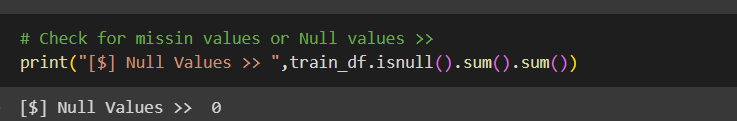 # Check for missin values or Null values >>
print("[$] Null Values >> ",train_df.isnull().sum().sum())
[$] Null Values >>  0